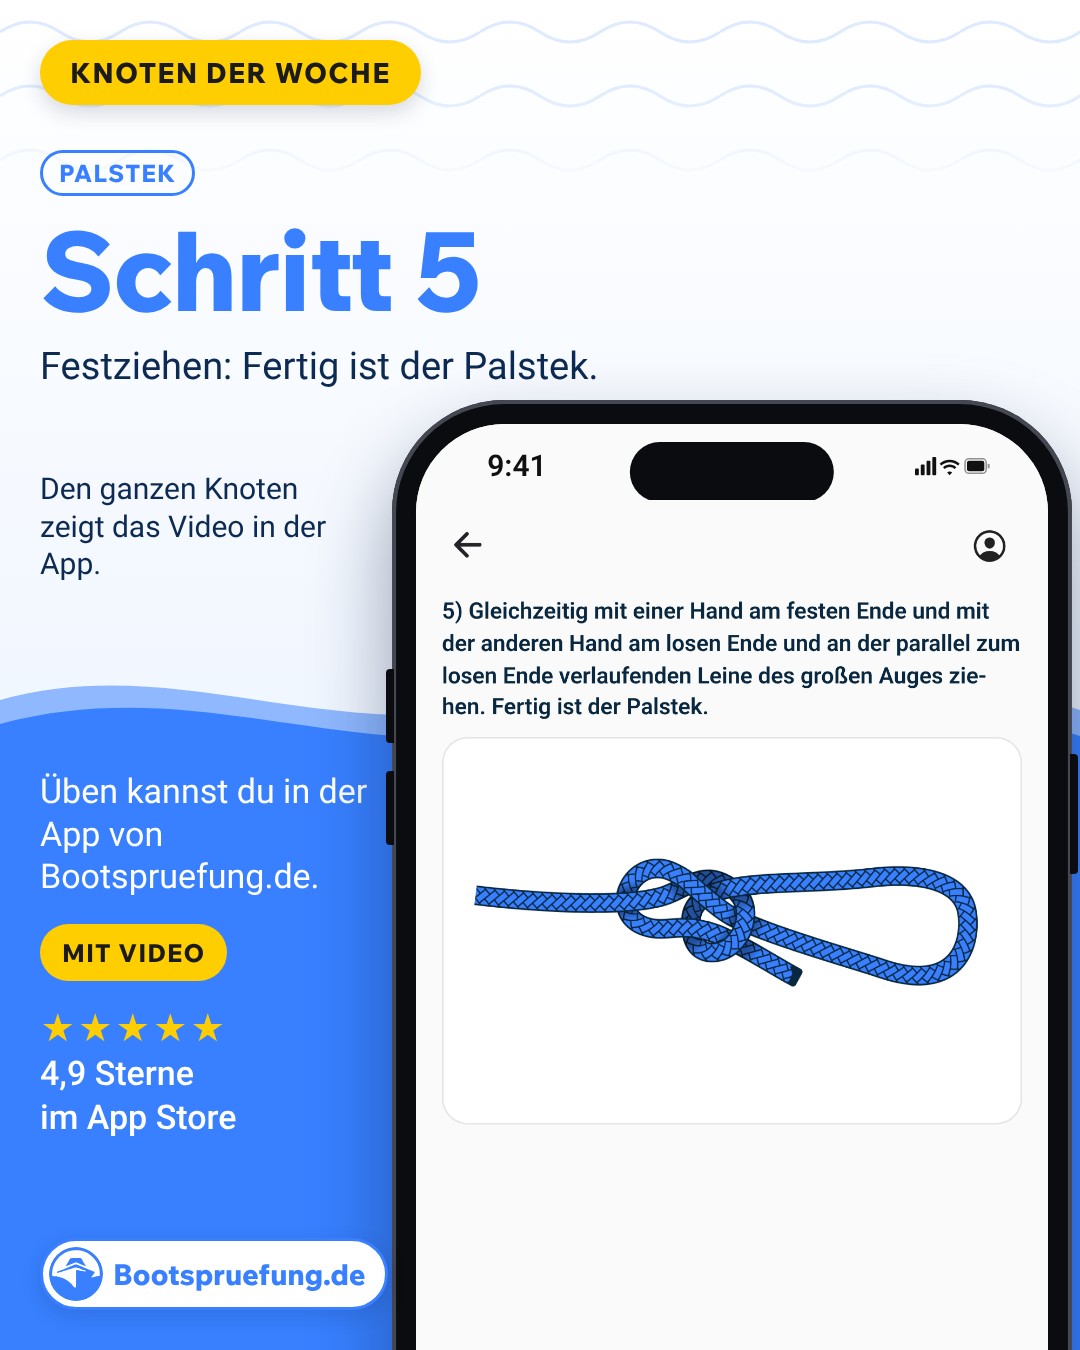 KNOTEN DER WOCHE
PALSTEK
Schritt 5
Festziehen: Fertig ist der Palstek.
Den ganzen Knoten
zeigt das Video in der
App.
9:41
5) Gleichzeitig mit einer Hand am festen Ende und mit
der anderen Hand am losen Ende und an der parallel zum
losen Ende verlaufenden Leine des großen Auges zie-
hen. Fertig ist der Palstek.
Üben kannst du in der
App von
Bootspruefung.de.
MIT VIDEO
★★★★★
4,9 Sterne
im App Store
Bootspruefung.de